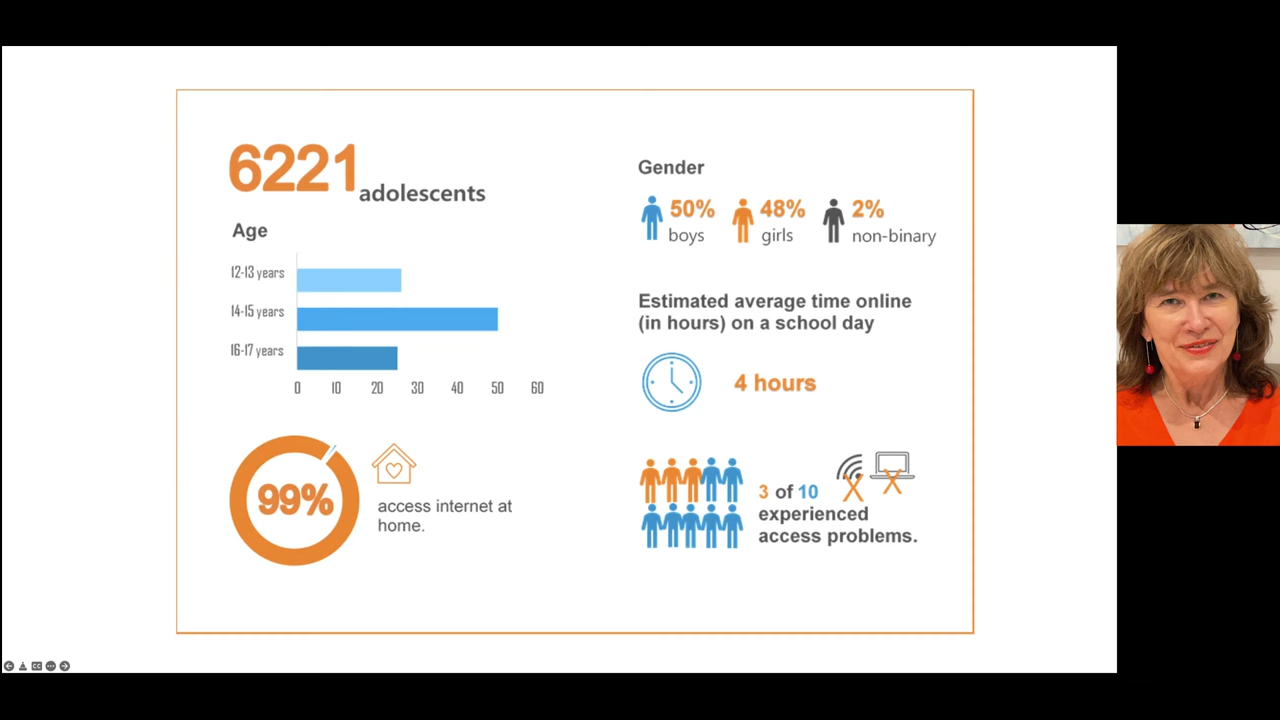 6221 adolescents
Age
12-13 years
14-15 years
16-17 years
0 10 20 30 40 50 60
99%
access internet at
home.
Gender
50% boys
48% girls
2% non-binary
Estimated average time online
(in hours) on a school day
4 hours
3 of 10
experienced
access problems.